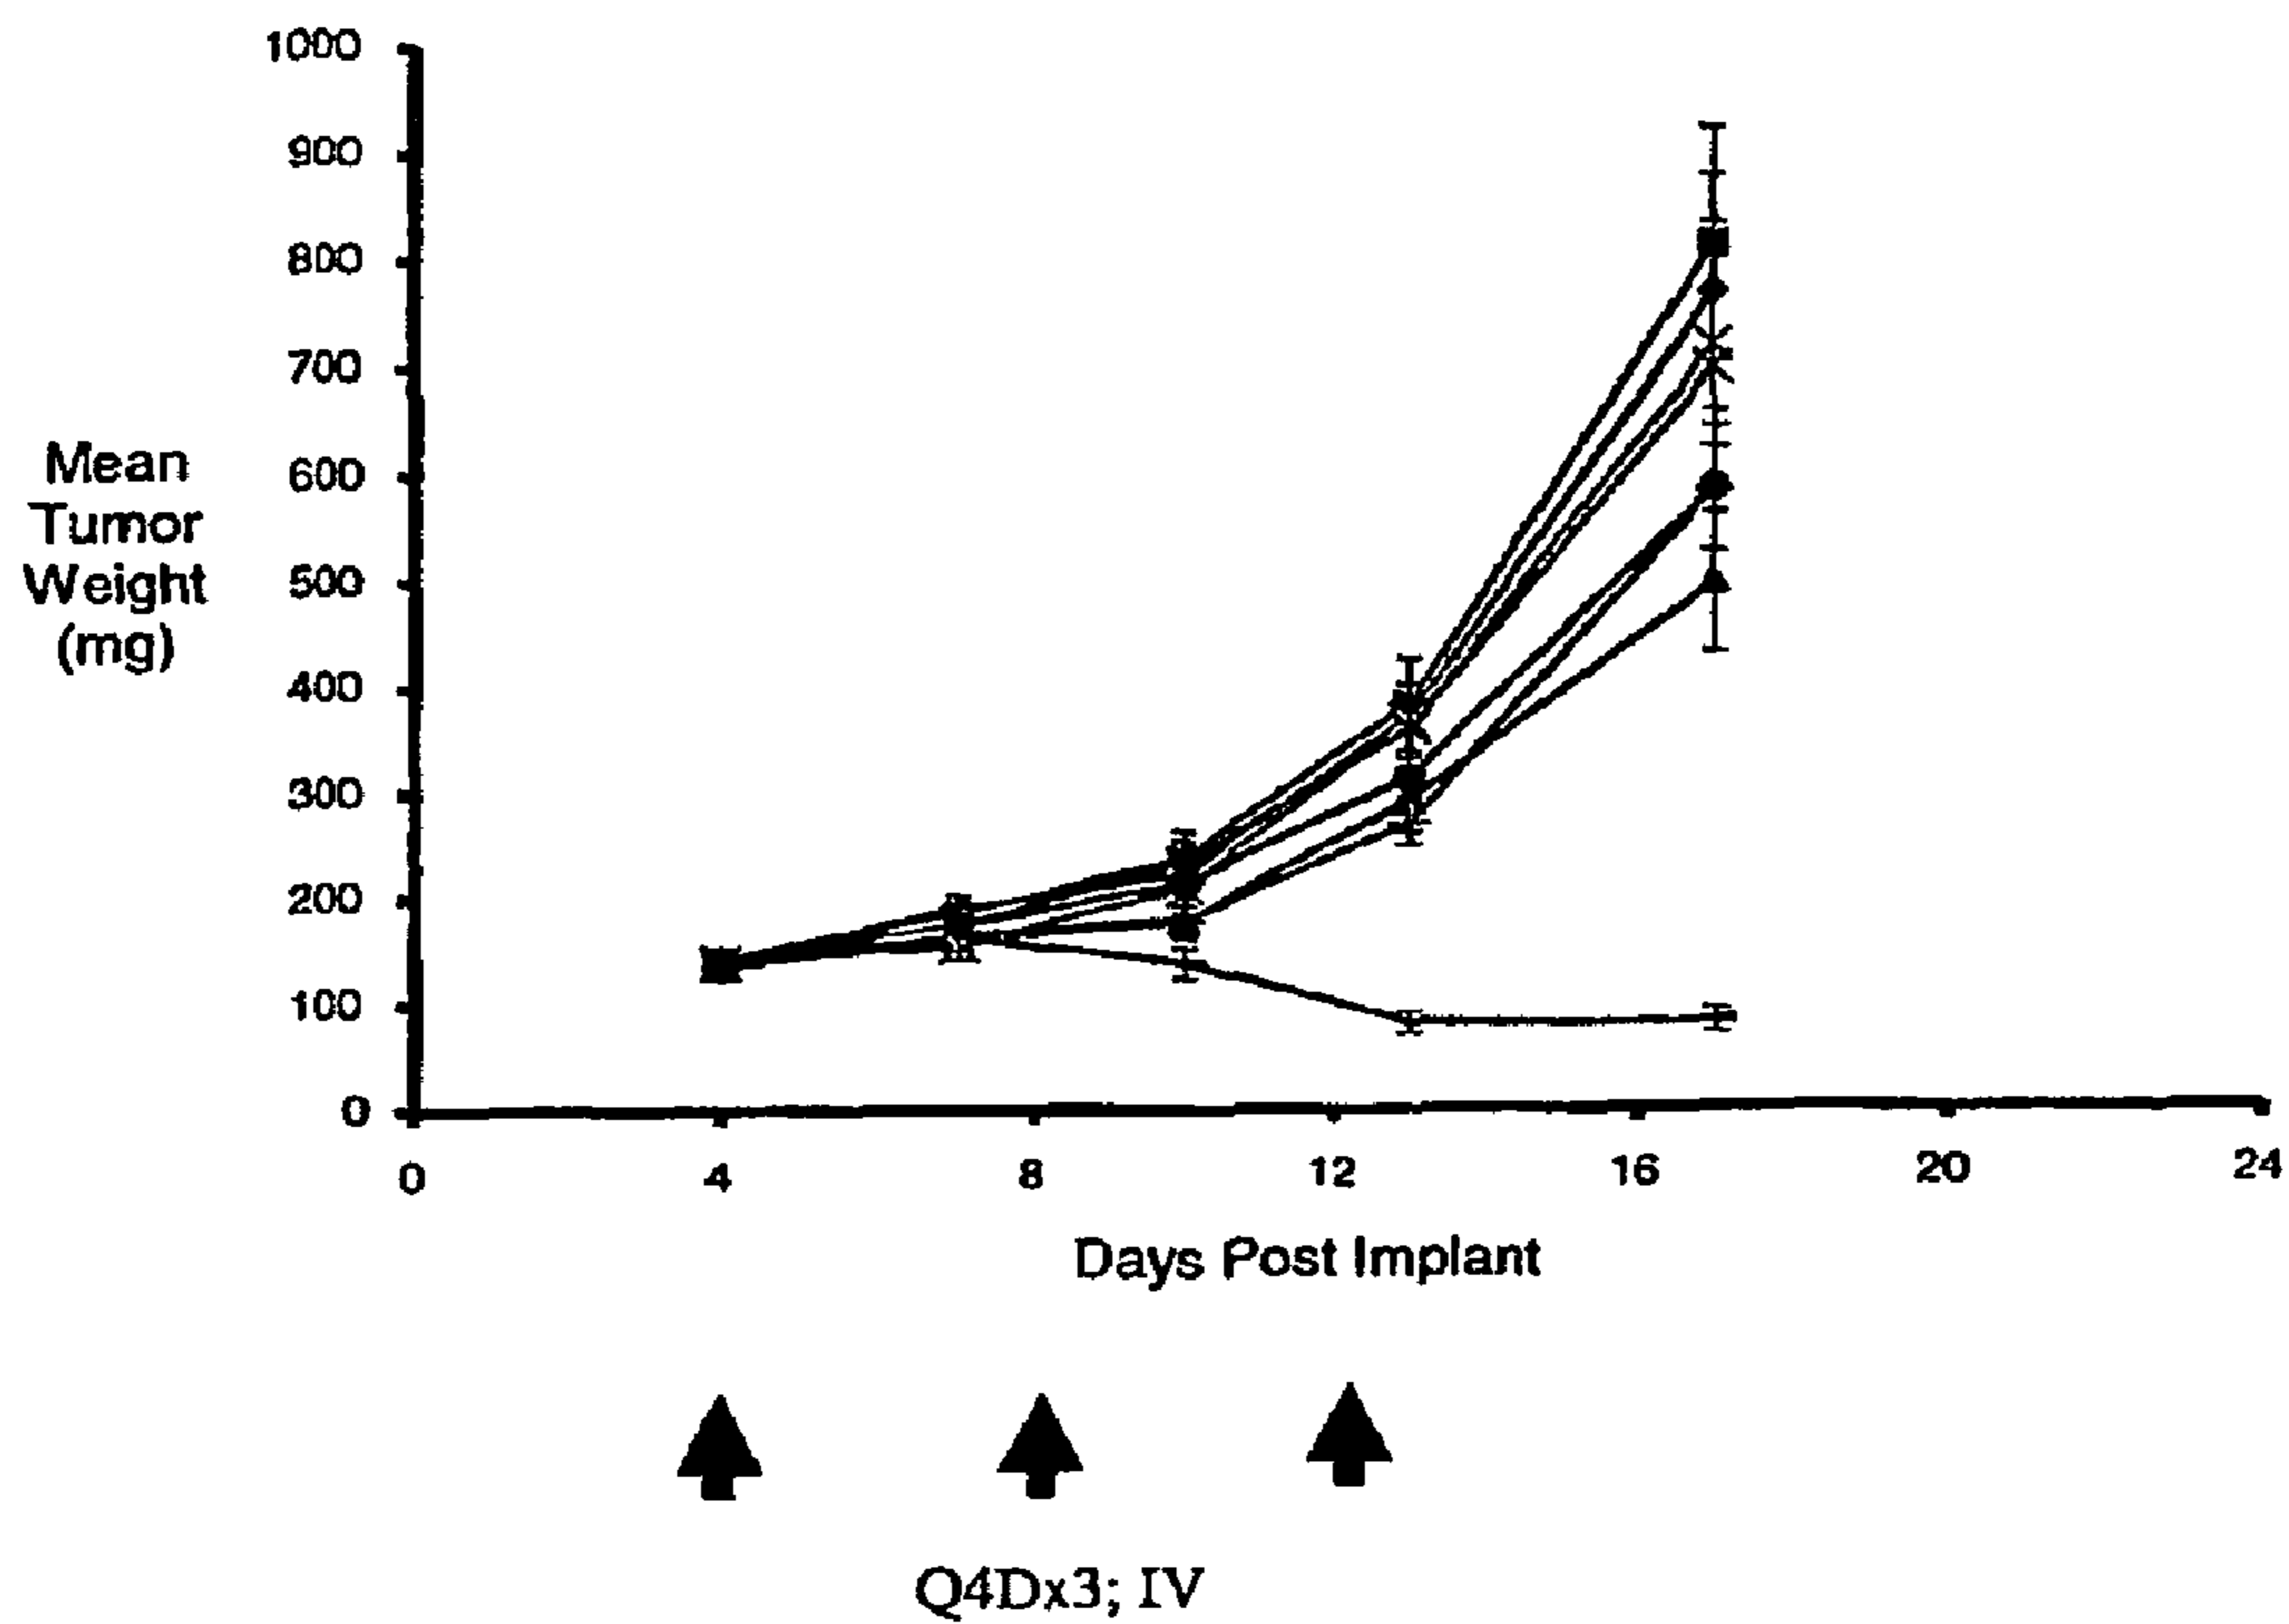 1000
900
800
700
600
500
400
300
200
100
0
Mean
Tumor
Weight
(mg)
0 4 8 12 16 20 24
Days Post Implant
Q4Dx3; IV